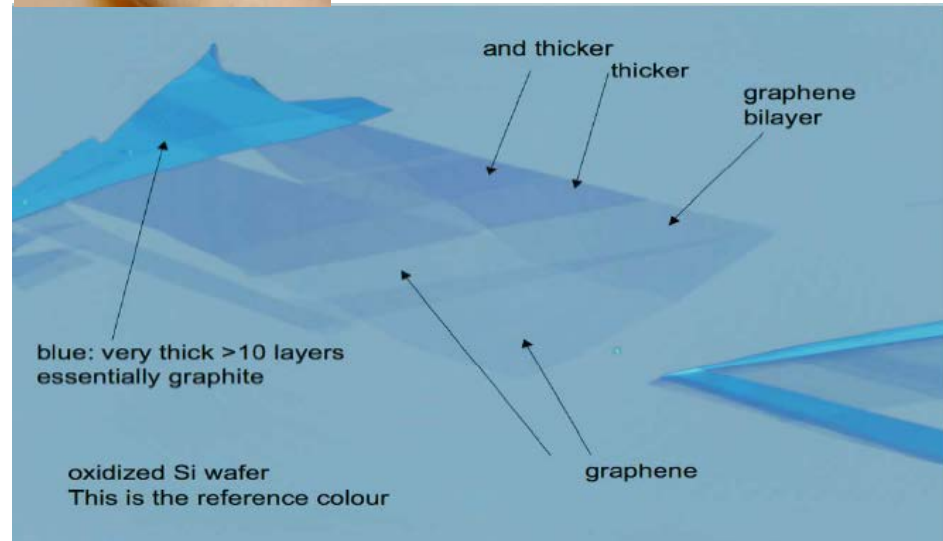 and thicker
thicker
graphene
bilayer
blue: very thick >10 layers
essentially graphite
graphene
oxidized Si wafer
This is the reference colour